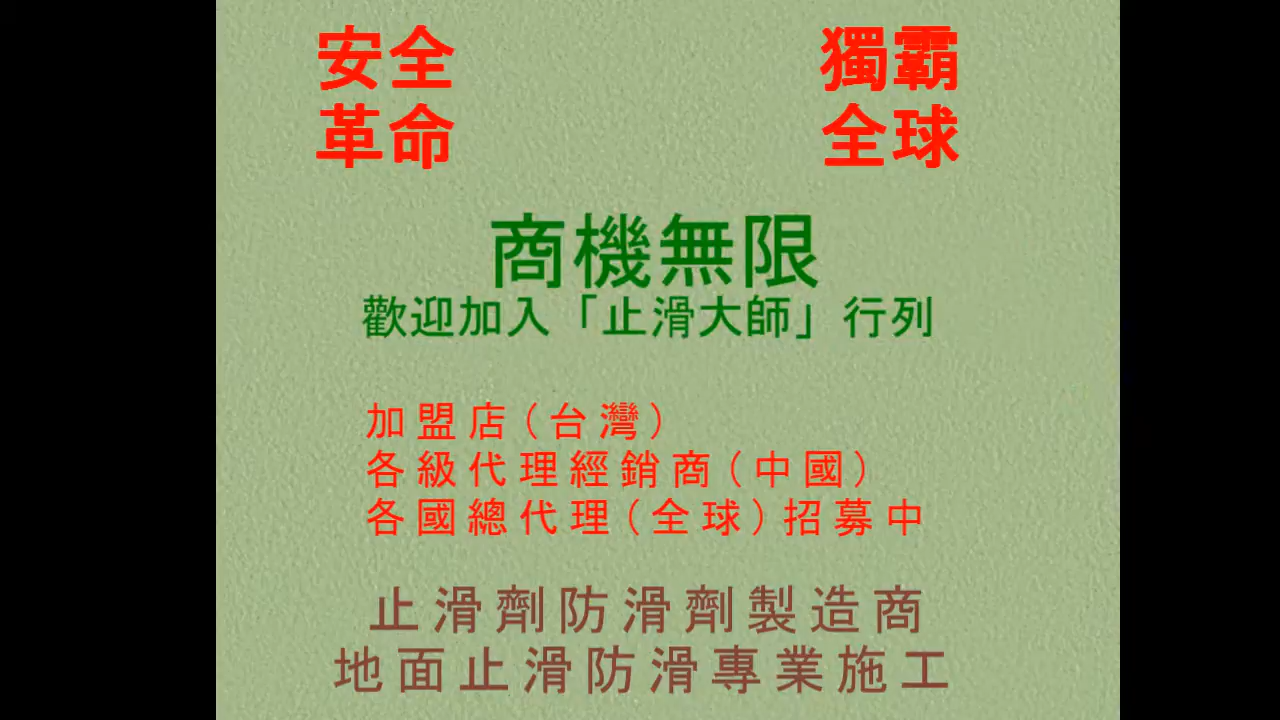 安全 獨霸
革命 全球
商機無限
歡迎加入「止滑大師」行列
加盟店(台灣)
各級代理經銷商(中國)
各國總代理(全球)招募中
止滑劑防滑劑製造商
地面止滑防滑專業施工